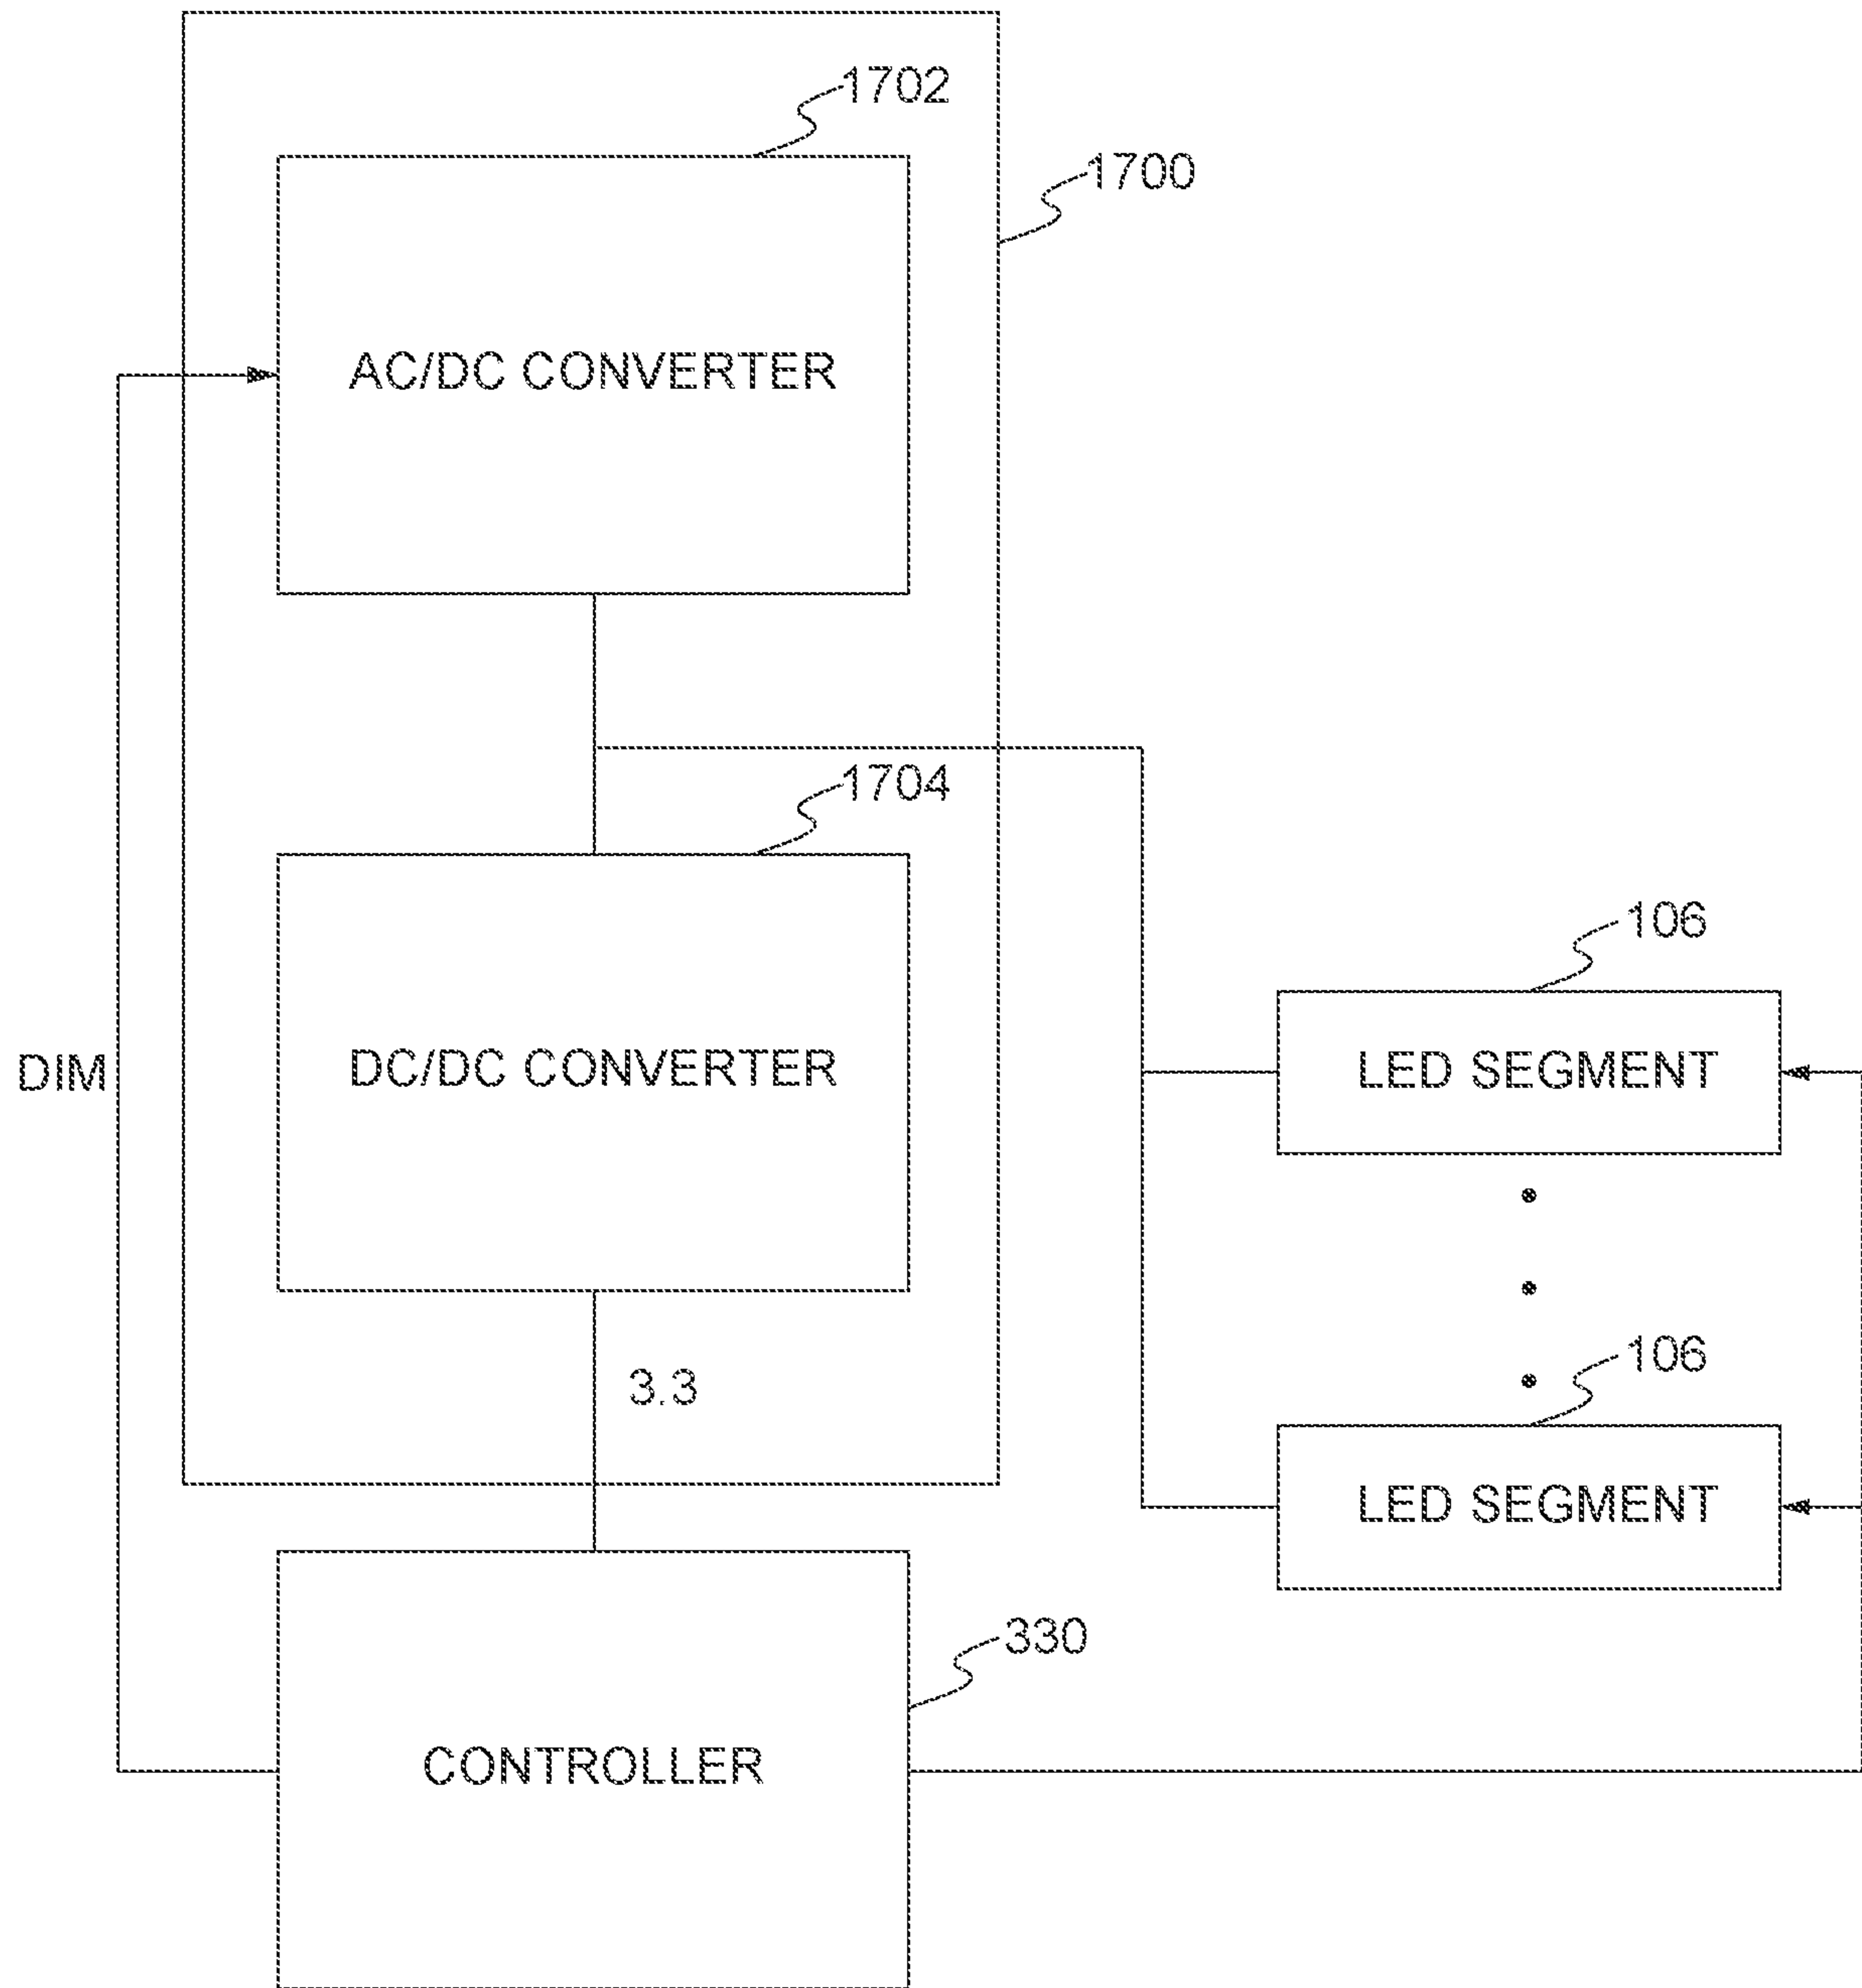 1702
1700
AC/DC CONVERTER
1704
106
DIM
DC/DC CONVERTER
LED SEGMENT
106
3.3
LED SEGMENT
330
CONTROLLER